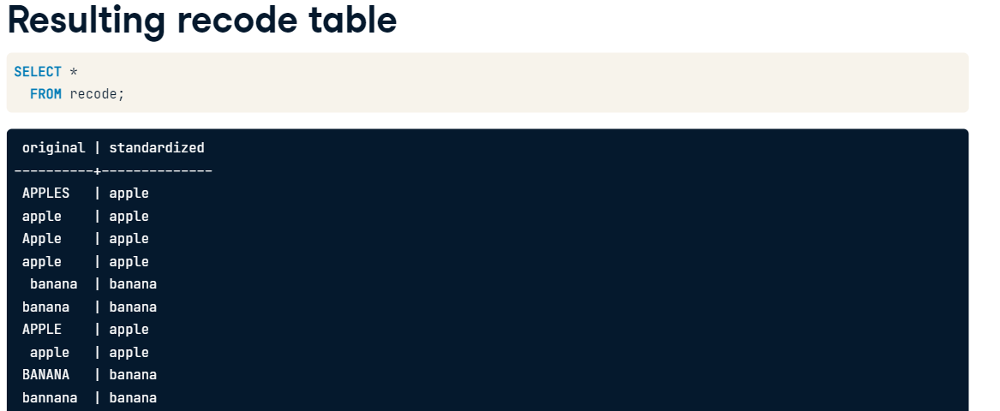 Resulting recode table
SELECT *
  FROM recode;
 original | standardized
----------+--------------
 APPLES   | apple
 apple    | apple
 Apple    | apple
 apple    | apple
  banana  | banana
 banana   | banana
 APPLE    | apple
  apple   | apple
 BANANA   | banana
 bannana  | banana